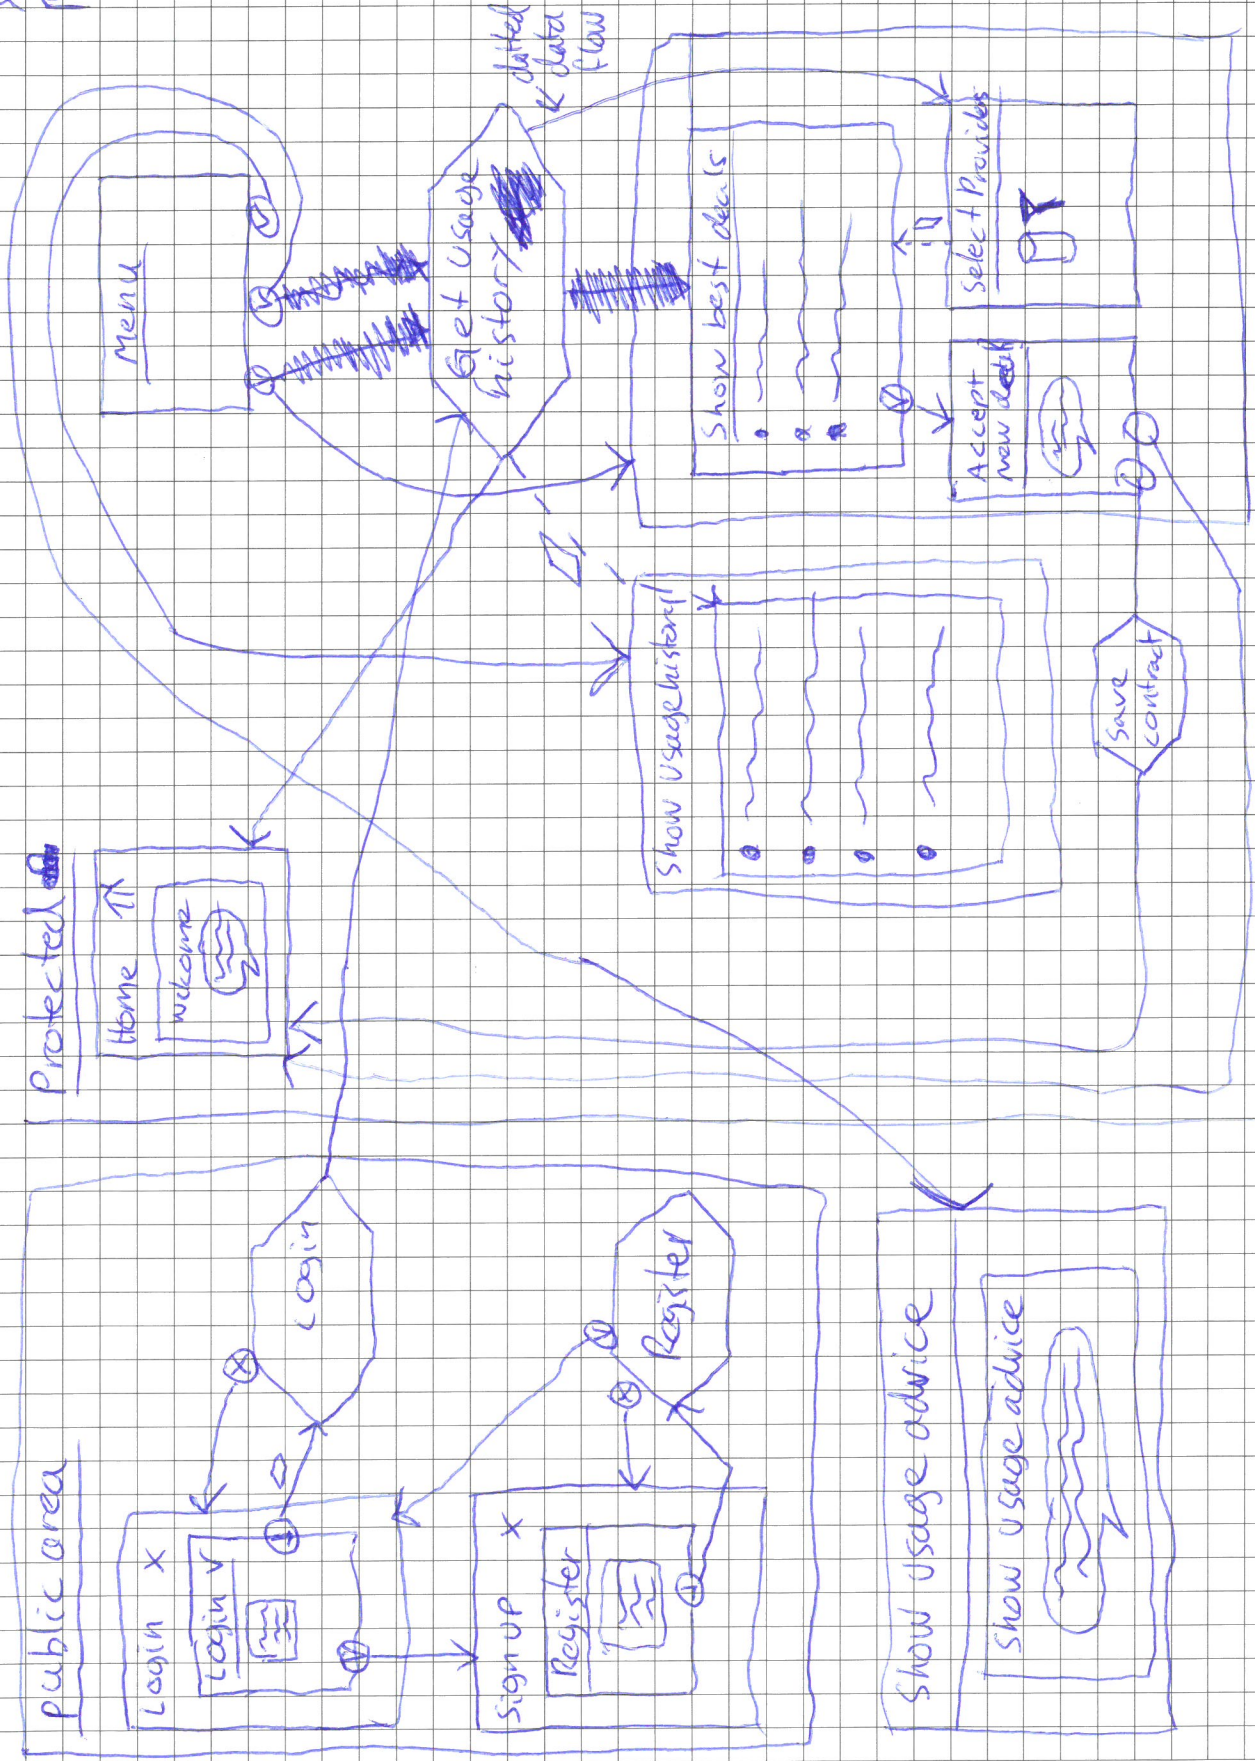 Public area
Login x
Login v
Login
Sign up x
Register
Register
Show usage advice
Show usage advice
Protected
Home
welcome
Menu
Get usage
history
dotted
data
flow
Show usage history
Show best deals
Accept
new deal
Select Providers
Save
contract